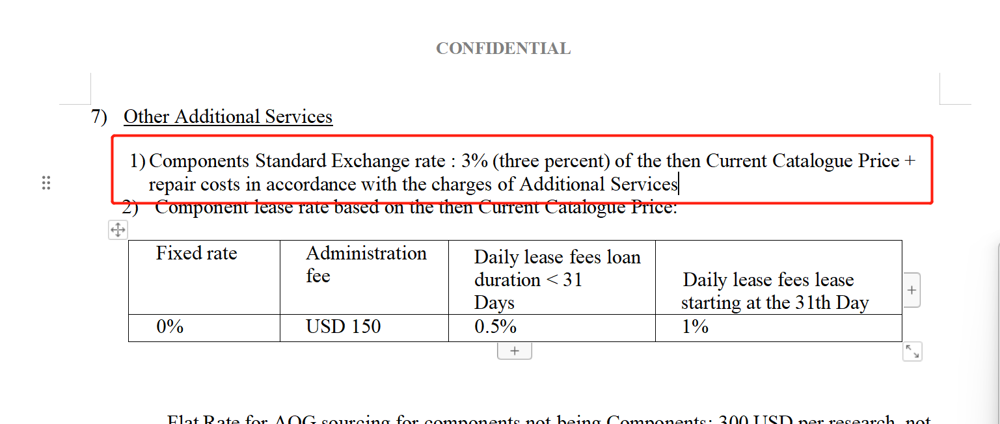 CONFIDENTIAL
7) Other Additional Services
1) Components Standard Exchange rate : 3% (three percent) of the then Current Catalogue Price +
repair costs in accordance with the charges of Additional Services
2) Component lease rate based on the then Current Catalogue Price:
Fixed rate
Administration
fee
Daily lease fees loan
duration < 31
Days
Daily lease fees lease
starting at the 31th Day
0%
USD 150
0.5%
1%
Flat Rate for AOG sourcing for components not being Components: 300 USD per research, not